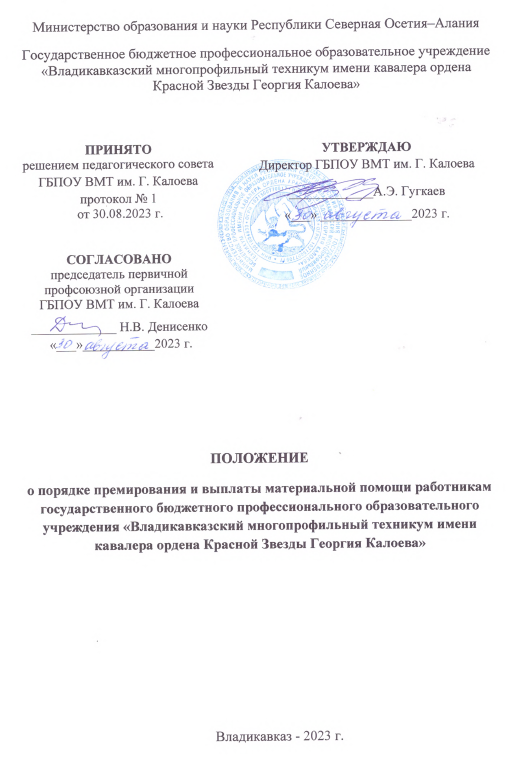 Министерство образования и науки Республики Северная Осетия–Алания
Государственное бюджетное профессиональное образовательное учреждение
«Владикавказский многопрофильный техникум имени кавалера ордена
Красной Звезды Георгия Калоева»
ПРИНЯТО
решением педагогического совета
ГБПОУ ВМТ им. Г. Калоева
протокол № 1
от 30.08.2023 г.
УТВЕРЖДАЮ
Директор ГБПОУ ВМТ им. Г. Калоева
А.Э. Гугкаев
«30» августа 2023 г.
СОГЛАСОВАНО
председатель первичной
профсоюзной организации
ГБПОУ ВМТ им. Г. Калоева
Н.В. Денисенко
«30» августа 2023 г.
ПОЛОЖЕНИЕ
о порядке премирования и выплаты материальной помощи работникам
государственного бюджетного профессионального образовательного
учреждения «Владикавказский многопрофильный техникум имени
кавалера ордена Красной Звезды Георгия Калоева»
Владикавказ - 2023 г.